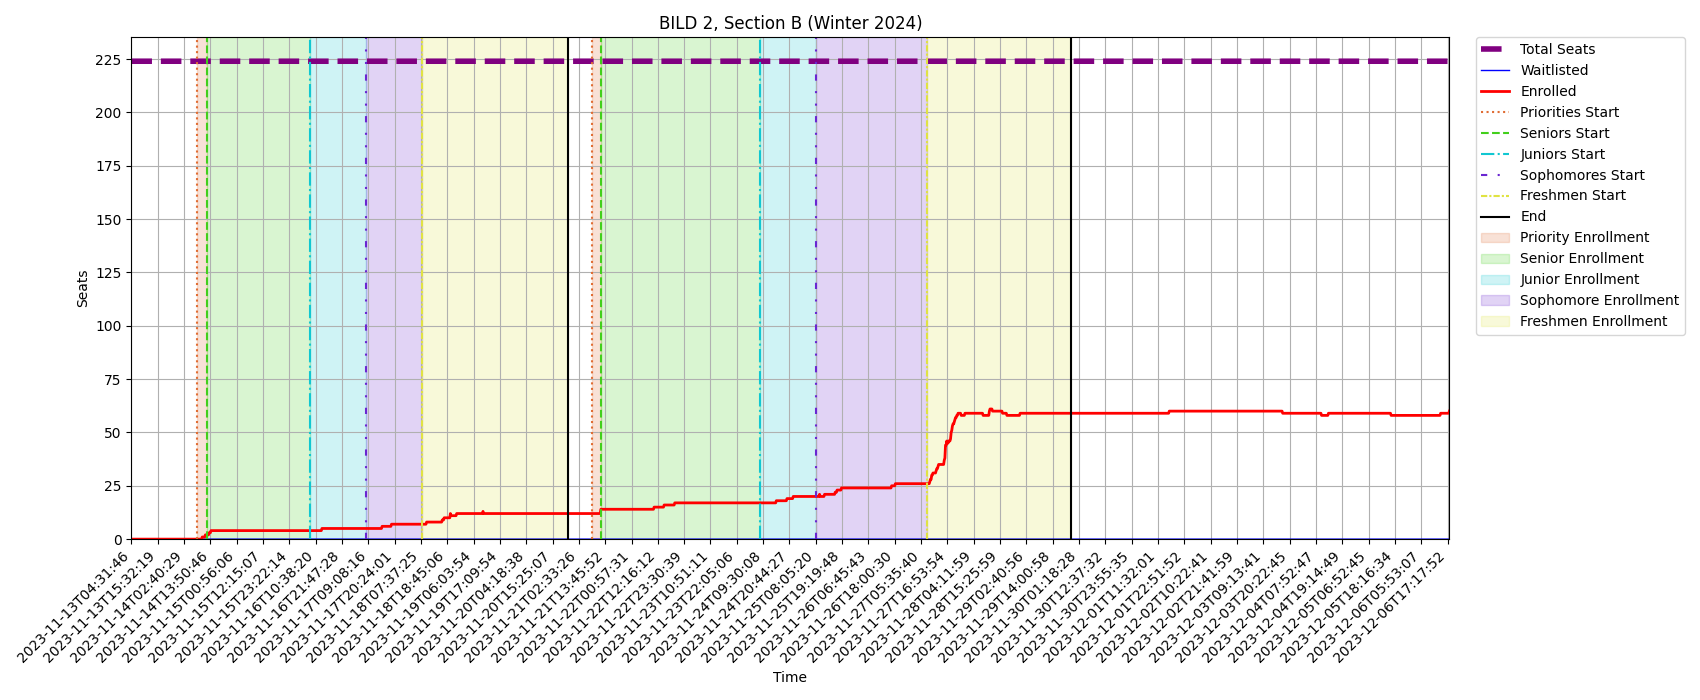 BILD 2, Section B (Winter 2024)
Seats
225
200
175
150
125
100
75
50
25
0
2023-11-13T04:31:46
2023-11-13T15:32:19
2023-11-14T02:40:29
2023-11-14T13:50:46
2023-11-15T00:56:06
2023-11-15T12:15:07
2023-11-15T23:22:14
2023-11-16T10:38:20
2023-11-16T21:47:28
2023-11-17T09:08:16
2023-11-17T20:24:01
2023-11-18T07:37:25
2023-11-18T18:45:06
2023-11-19T06:03:54
2023-11-19T17:09:54
2023-11-20T04:18:38
2023-11-20T15:25:07
2023-11-21T02:33:26
2023-11-21T13:45:52
2023-11-22T00:57:31
2023-11-22T12:16:12
2023-11-22T23:30:39
2023-11-23T10:51:11
2023-11-23T22:05:06
2023-11-24T09:30:08
2023-11-24T20:44:27
2023-11-25T08:05:20
2023-11-25T19:19:48
2023-11-26T06:45:43
2023-11-26T18:00:30
2023-11-27T05:35:40
2023-11-27T16:53:54
2023-11-28T04:11:59
2023-11-28T15:25:59
2023-11-29T02:40:56
2023-11-29T14:00:58
2023-11-30T01:18:28
2023-11-30T12:37:32
2023-11-30T23:55:35
2023-12-01T11:32:01
2023-12-01T22:51:52
2023-12-02T10:22:41
2023-12-02T21:41:59
2023-12-03T09:13:41
2023-12-03T20:22:45
2023-12-04T07:52:47
2023-12-04T19:14:49
2023-12-05T06:52:45
2023-12-05T18:16:34
2023-12-06T05:53:07
2023-12-06T17:17:52
Time
Total Seats
Waitlisted
Enrolled
Priorities Start
Seniors Start
Juniors Start
Sophomores Start
Freshmen Start
End
Priority Enrollment
Senior Enrollment
Junior Enrollment
Sophomore Enrollment
Freshmen Enrollment